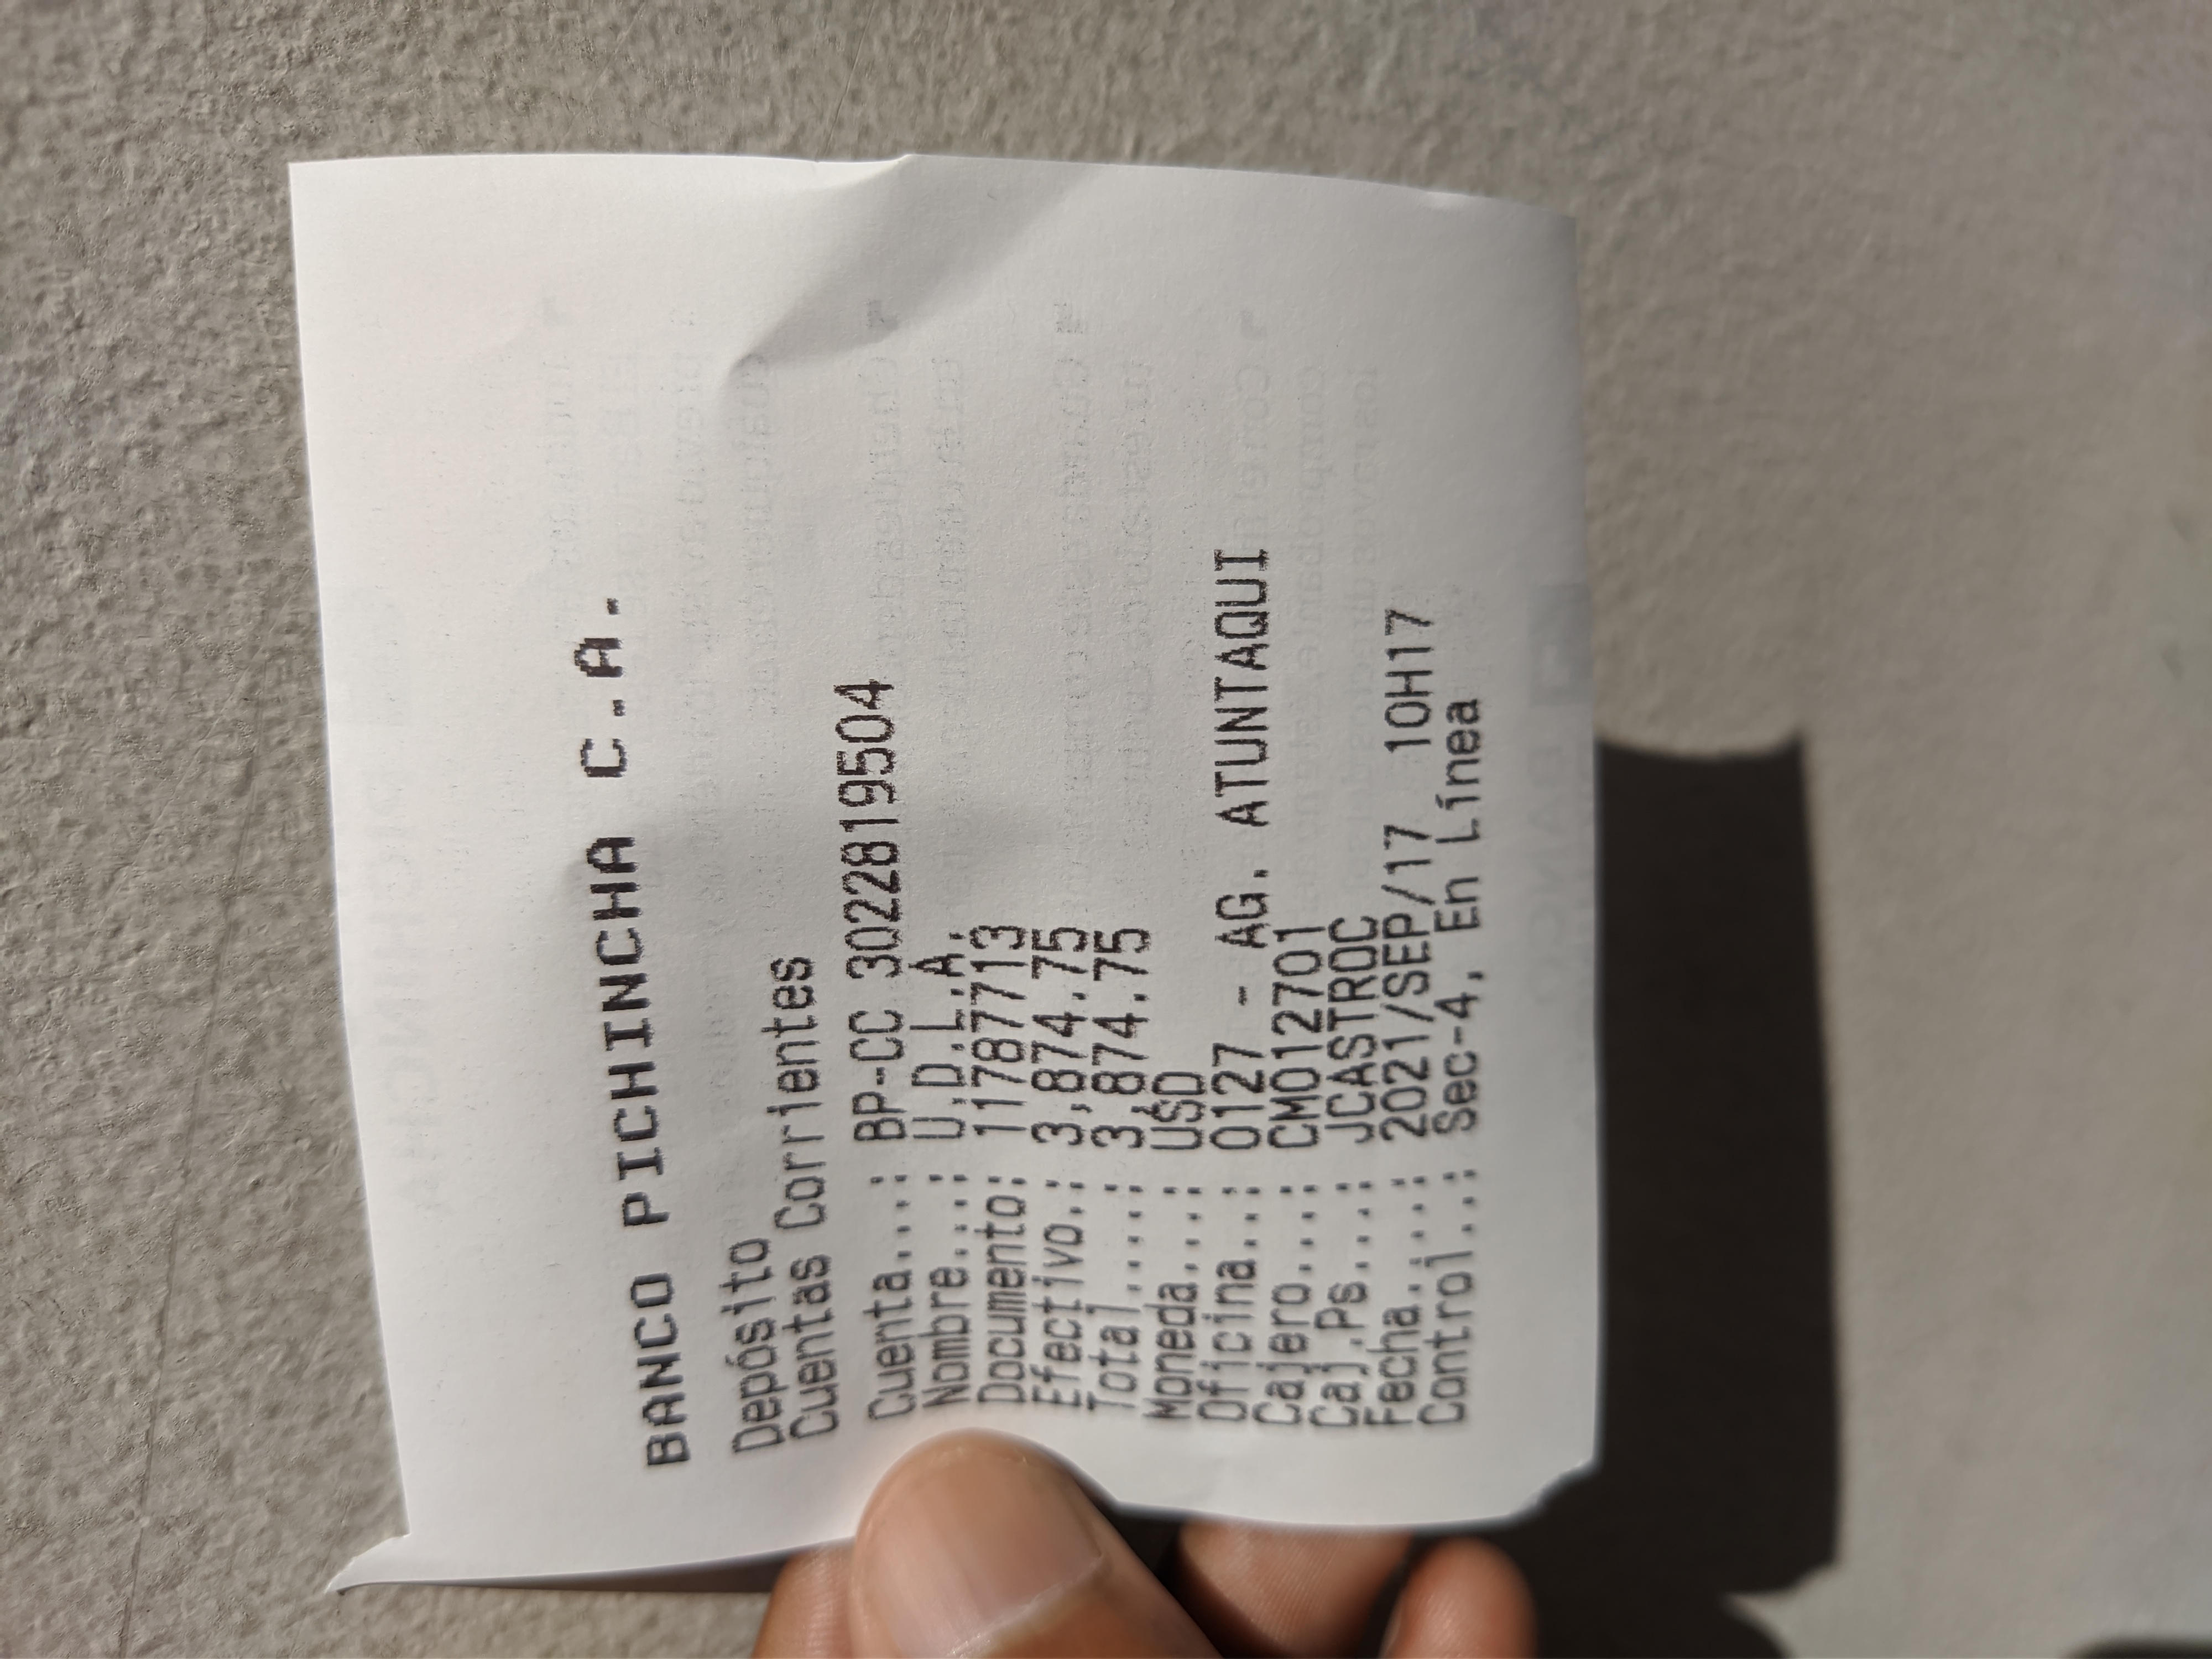 BANCO PICHINCHA C.A.
Depósito
Cuentas Corrientes
Cuenta....: BP-CC 3022819504
Nombre....: U.D.L.A.
Documento: 117877713
Efectivo.: 3,874.75
Total.....: 3,874.75
Moneda....: USD
Oficina...: 0127 - AG. ATUNTAQUI
Cajero....: CM012701
Caj.Ps....: JCASTROC
Fecha.....: 2021/SEP/17 10H17
Control...: Sec-4, En Línea